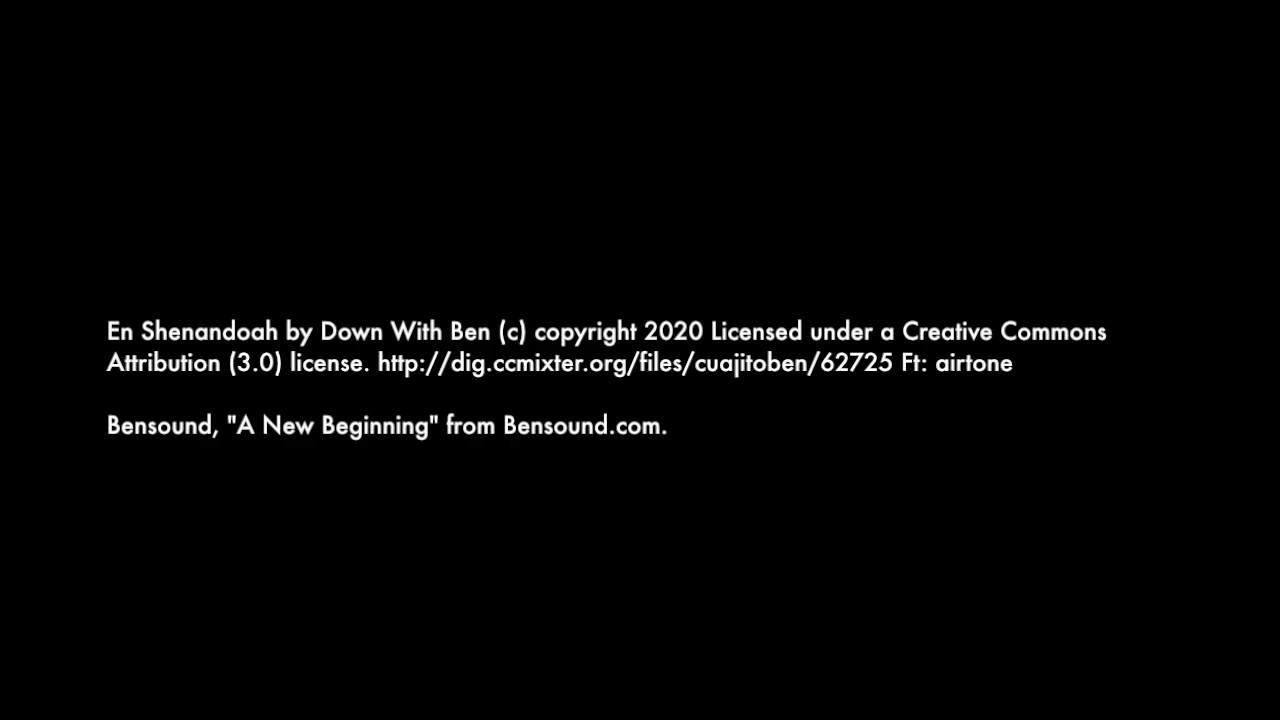 En Shenandoah by Down With Ben (c) copyright 2020 Licensed under a Creative Commons
Attribution (3.0) license. http://dig.ccmixter.org/files/cuajitoben/62725 Ft: airtone
Bensound, "A New Beginning" from Bensound.com.